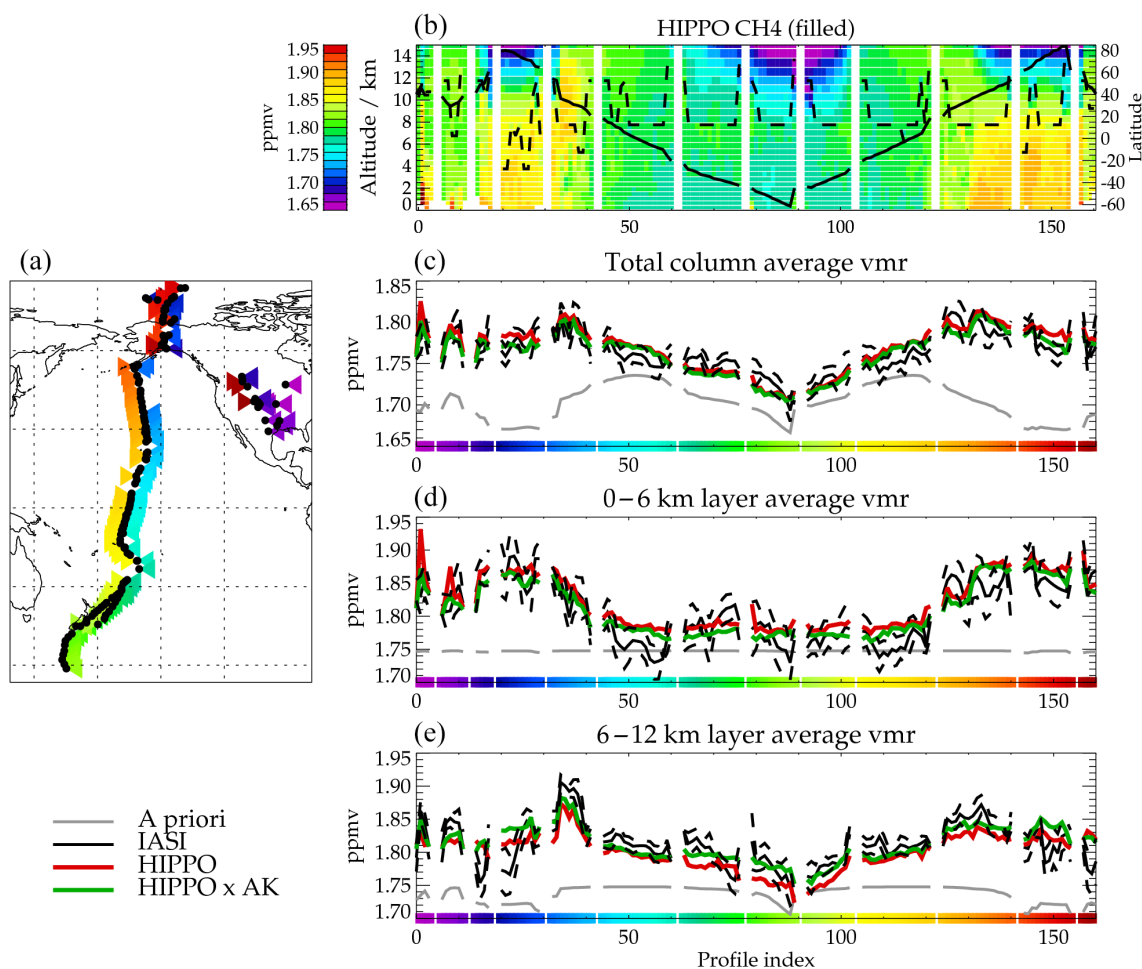 (b)
HIPPO CH4 (filled)
1.95
1.90
1.85
1.80
1.75
1.70
1.65
ppmv
Altitude / km
14
12
10
8
6
4
2
0
80
60
40
20
0
−20
−40
−60
Latitude
0
50
100
150
(a)
(c)
Total column average vmr
1.85
1.80
1.75
1.70
1.65
ppmv
0
50
100
150
(d)
0−6 km layer average vmr
1.95
1.90
1.85
1.80
1.75
1.70
ppmv
0
50
100
150
(e)
6−12 km layer average vmr
1.95
1.90
1.85
1.80
1.75
1.70
ppmv
0
50
100
150
Profile index
A priori
IASI
HIPPO
HIPPO x AK